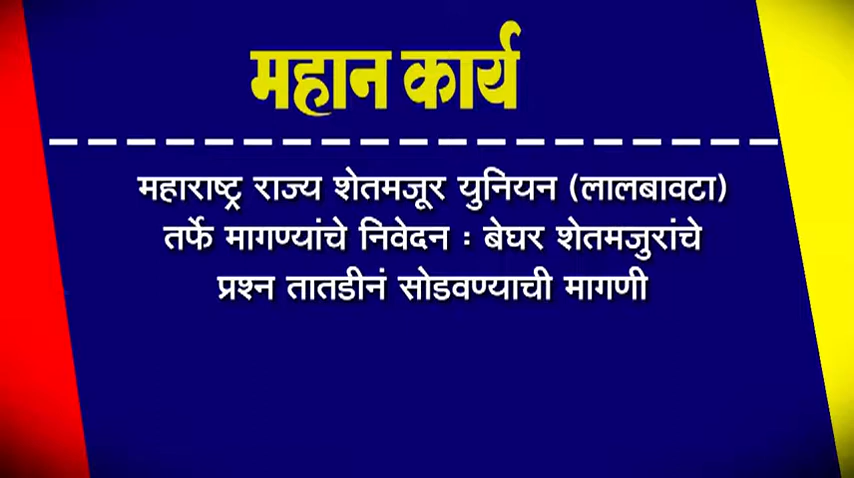 महान कार्य
महाराष्ट्र राज्य शेतमजूर युनियन (लालबावटा)
तर्फे मागण्यांचे निवेदन : बेघर शेतमजुरांचे
प्रश्न तातडीनं सोडवण्याची मागणी